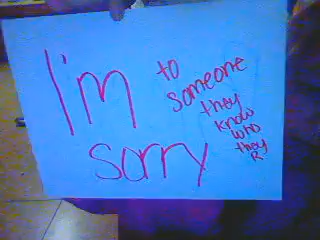 I'm
sorry
to
someone
they
know
who
they
R.